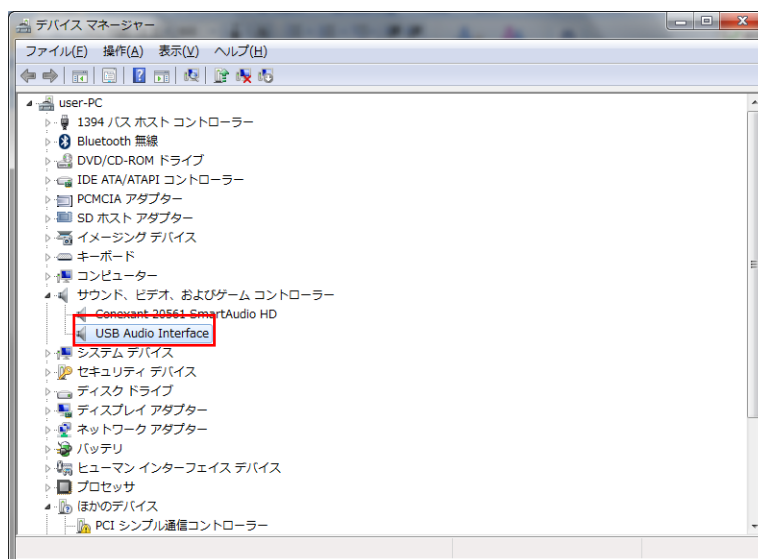 デバイス マネージャー
ファイル(F) 操作(A) 表示(V) ヘルプ(H)
user-PC
1394 バス ホスト コントローラー
Bluetooth 無線
DVD/CD-ROM ドライブ
IDE ATA/ATAPI コントローラー
PCMCIA アダプター
SD ホスト アダプター
イメージング デバイス
キーボード
コンピューター
サウンド、ビデオ、およびゲーム コントローラー
Conexant 20561 SmartAudio HD
USB Audio Interface
システム デバイス
セキュリティ デバイス
ディスク ドライブ
ディスプレイ アダプター
ネットワーク アダプター
バッテリ
ヒューマン インターフェイス デバイス
プロセッサ
ほかのデバイス
PCI シンプル通信コントローラー